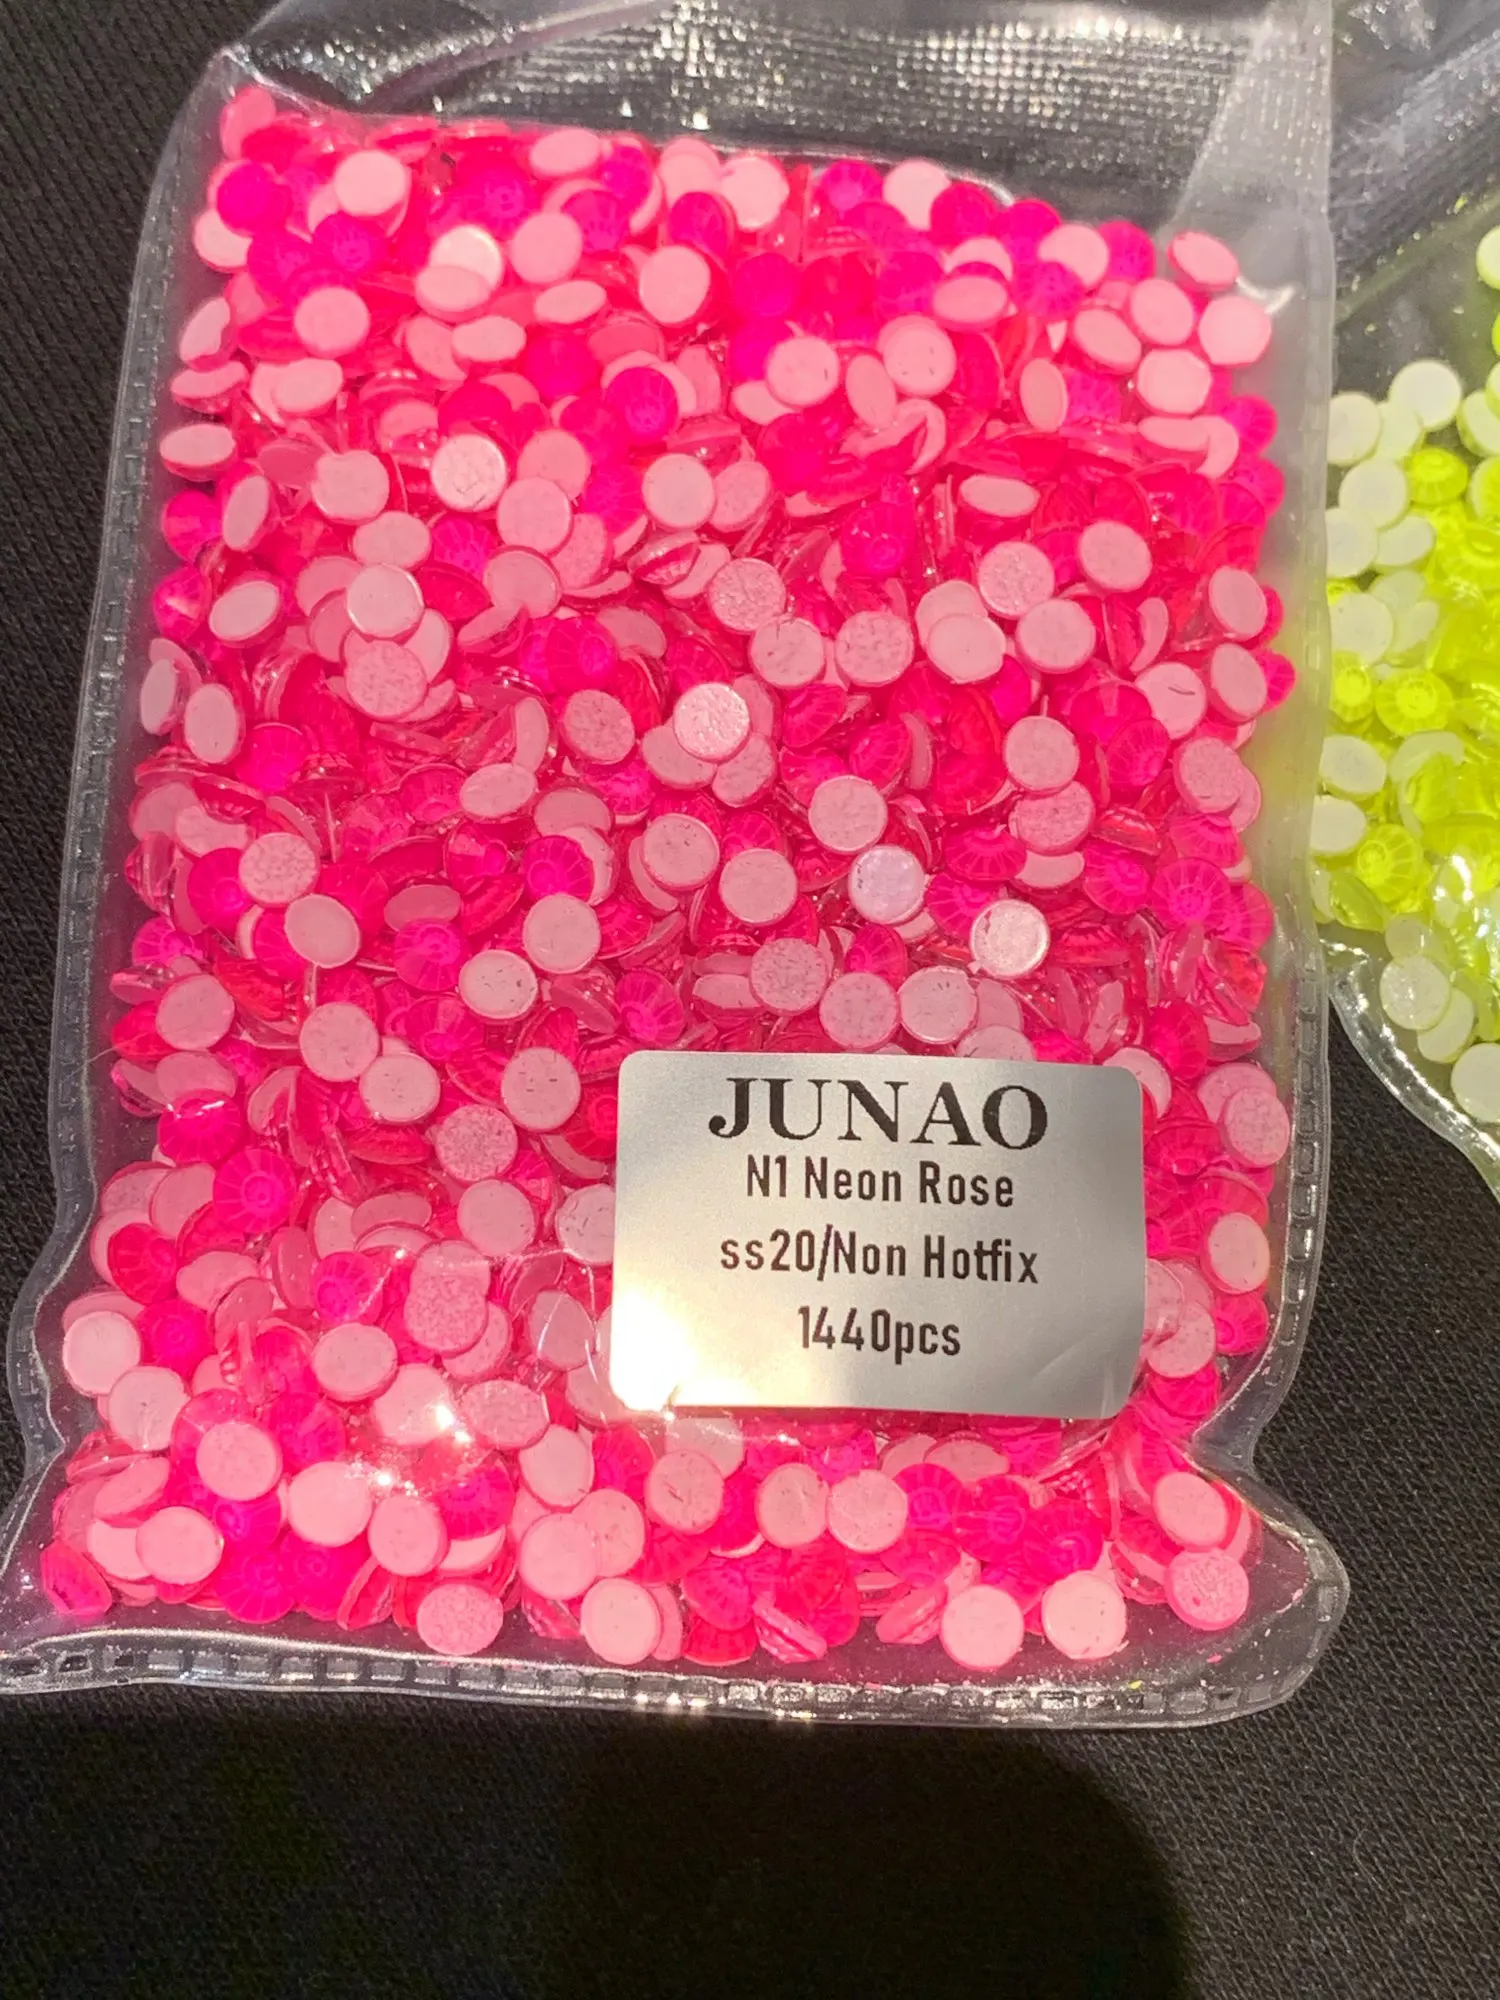 JUNAO
N1 Neon Rose
ss20/Non Hotfix
1440pcs